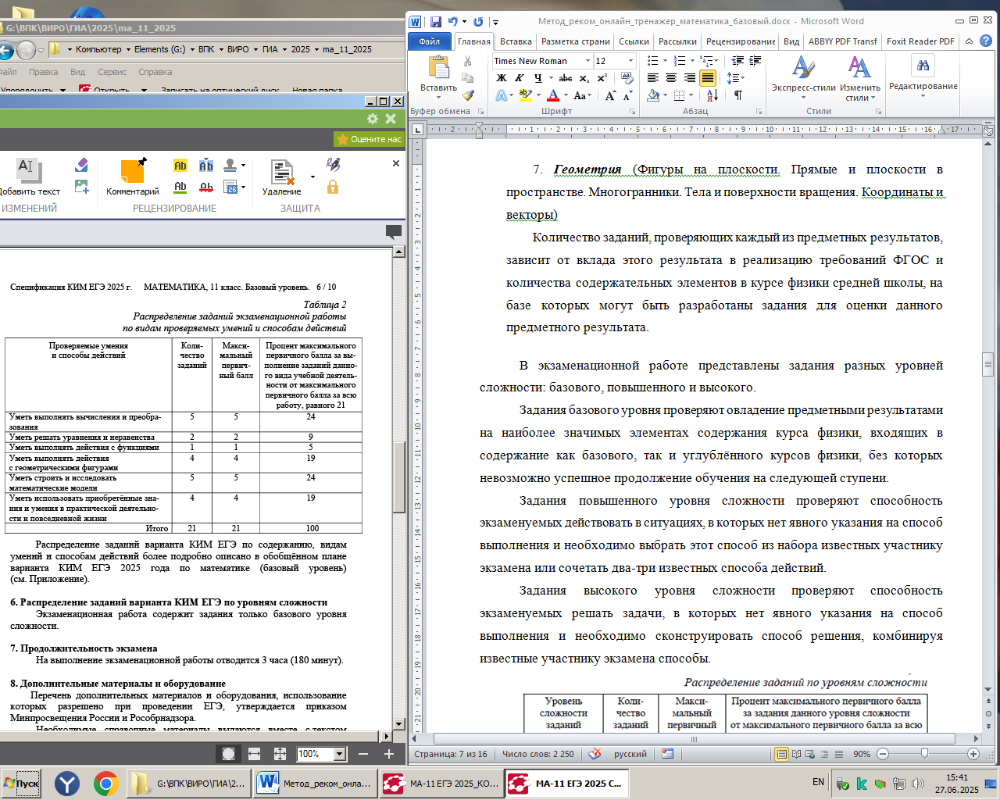 G:\ВПК\ВИРО\ГИА\2025\ma_11_2025
Компьютер
Elements (G:)
ВПК
ВИРО
ГИА
2025
ma_11_2025
Файл Правка Вид Сервис Справка
Упорядочить Открыть Записать на оптический диск Новая папка
Оцените нас
Добавить текст
Комментарий
Удаление
ИЗМЕНЕНИЙ
РЕЦЕНЗИРОВАНИЕ
ЗАЩИТА
Спецификация КИМ ЕГЭ 2025 г. МАТЕМАТИКА, 11 класс. Базовый уровень. 6 / 10
Таблица 2
Распределение заданий экзаменационной работы
по видам проверяемых умений и способам действий
Проверяемые умения
и способы действий
Коли-
чество
заданий
Макси-
мальный
первич-
ный балл
Процент максимального
первичного балла за вы-
полнение заданий данно-
го вида учебной деятель-
ности от максимального
первичного балла за всю
работу, равного 21
Уметь выполнять вычисления и преобра-
зования
5 5 24
Уметь решать уравнения и неравенства 2 2 9
Уметь выполнять действия с функциями 1 1 5
Уметь выполнять действия
с геометрическими фигурами
4 4 19
Уметь строить и исследовать
математические модели
5 5 24
Уметь использовать приобретённые зна-
ния и умения в практической деятельно-
сти и повседневной жизни
4 4 19
Итого 21 21 100
Распределение заданий варианта КИМ ЕГЭ по содержанию, видам
умений и способам действий более подробно описано в обобщённом плане
варианта КИМ ЕГЭ 2025 года по математике (базовый уровень)
(см. Приложение).
6. Распределение заданий варианта КИМ ЕГЭ по уровням сложности
Экзаменационная работа содержит задания только базового уровня
сложности.
7. Продолжительность экзамена
На выполнение экзаменационной работы отводится 3 часа (180 минут).
8. Дополнительные материалы и оборудование
Перечень дополнительных материалов и оборудования, использование
которых разрешено при проведении ЕГЭ, утверждается приказом
Минпросвещения России и Рособрнадзора.
Необходимые справочные материалы выдаются вместе с текстом
100%
Метод_реком_онлайн_тренажер_математика_базовый.docx - Microsoft Word
Файл Главная Вставка Разметка страни Ссылки Рассылки Рецензирование Вид ABBYY PDF Transf Foxit Reader PDF
Вставить
Times New Roman 12
Ж К Ч abc x₂ x²
Aa
Экспресс-стили
Изменить
стили
Редактирование
Буфер обмена Шрифт Абзац Стили
7. Геометрия (Фигуры на плоскости. Прямые и плоскости в
пространстве. Многогранники. Тела и поверхности вращения. Координаты и
векторы)
Количество заданий, проверяющих каждый из предметных результатов,
зависит от вклада этого результата в реализацию требований ФГОС и
количества содержательных элементов в курсе физики средней школы, на
базе которых могут быть разработаны задания для оценки данного
предметного результата.
В экзаменационной работе представлены задания разных уровней
сложности: базового, повышенного и высокого.
Задания базового уровня проверяют овладение предметными результатами
на наиболее значимых элементах содержания курса физики, входящих в
содержание как базового, так и углублённого курсов физики, без которых
невозможно успешное продолжение обучения на следующей ступени.
Задания повышенного уровня сложности проверяют способность
экзаменуемых действовать в ситуациях, в которых нет явного указания на способ
выполнения и необходимо выбрать этот способ из набора известных участнику
экзамена или сочетать два-три известных способа действий.
Задания высокого уровня сложности проверяют способность
экзаменуемых решать задачи, в которых нет явного указания на способ
выполнения и необходимо сконструировать способ решения, комбинируя
известные участнику экзамена способы.
Распределение заданий по уровням сложности
Уровень
сложности
заданий
Коли-
чество
заданий
Макси-
мальный
первичный
Процент максимального первичного балла
за задания данного уровня сложности
от максимального первичного балла за всю
Страница: 7 из 16 Число слов: 2 250 русский 90%
Пуск
G:\ВПК\ВИРО\ГИА\2...
Метод_реком_онла...
МА-11 ЕГЭ 2025_КО...
МА-11 ЕГЭ 2025 С...
EN
15:41
27.06.2025